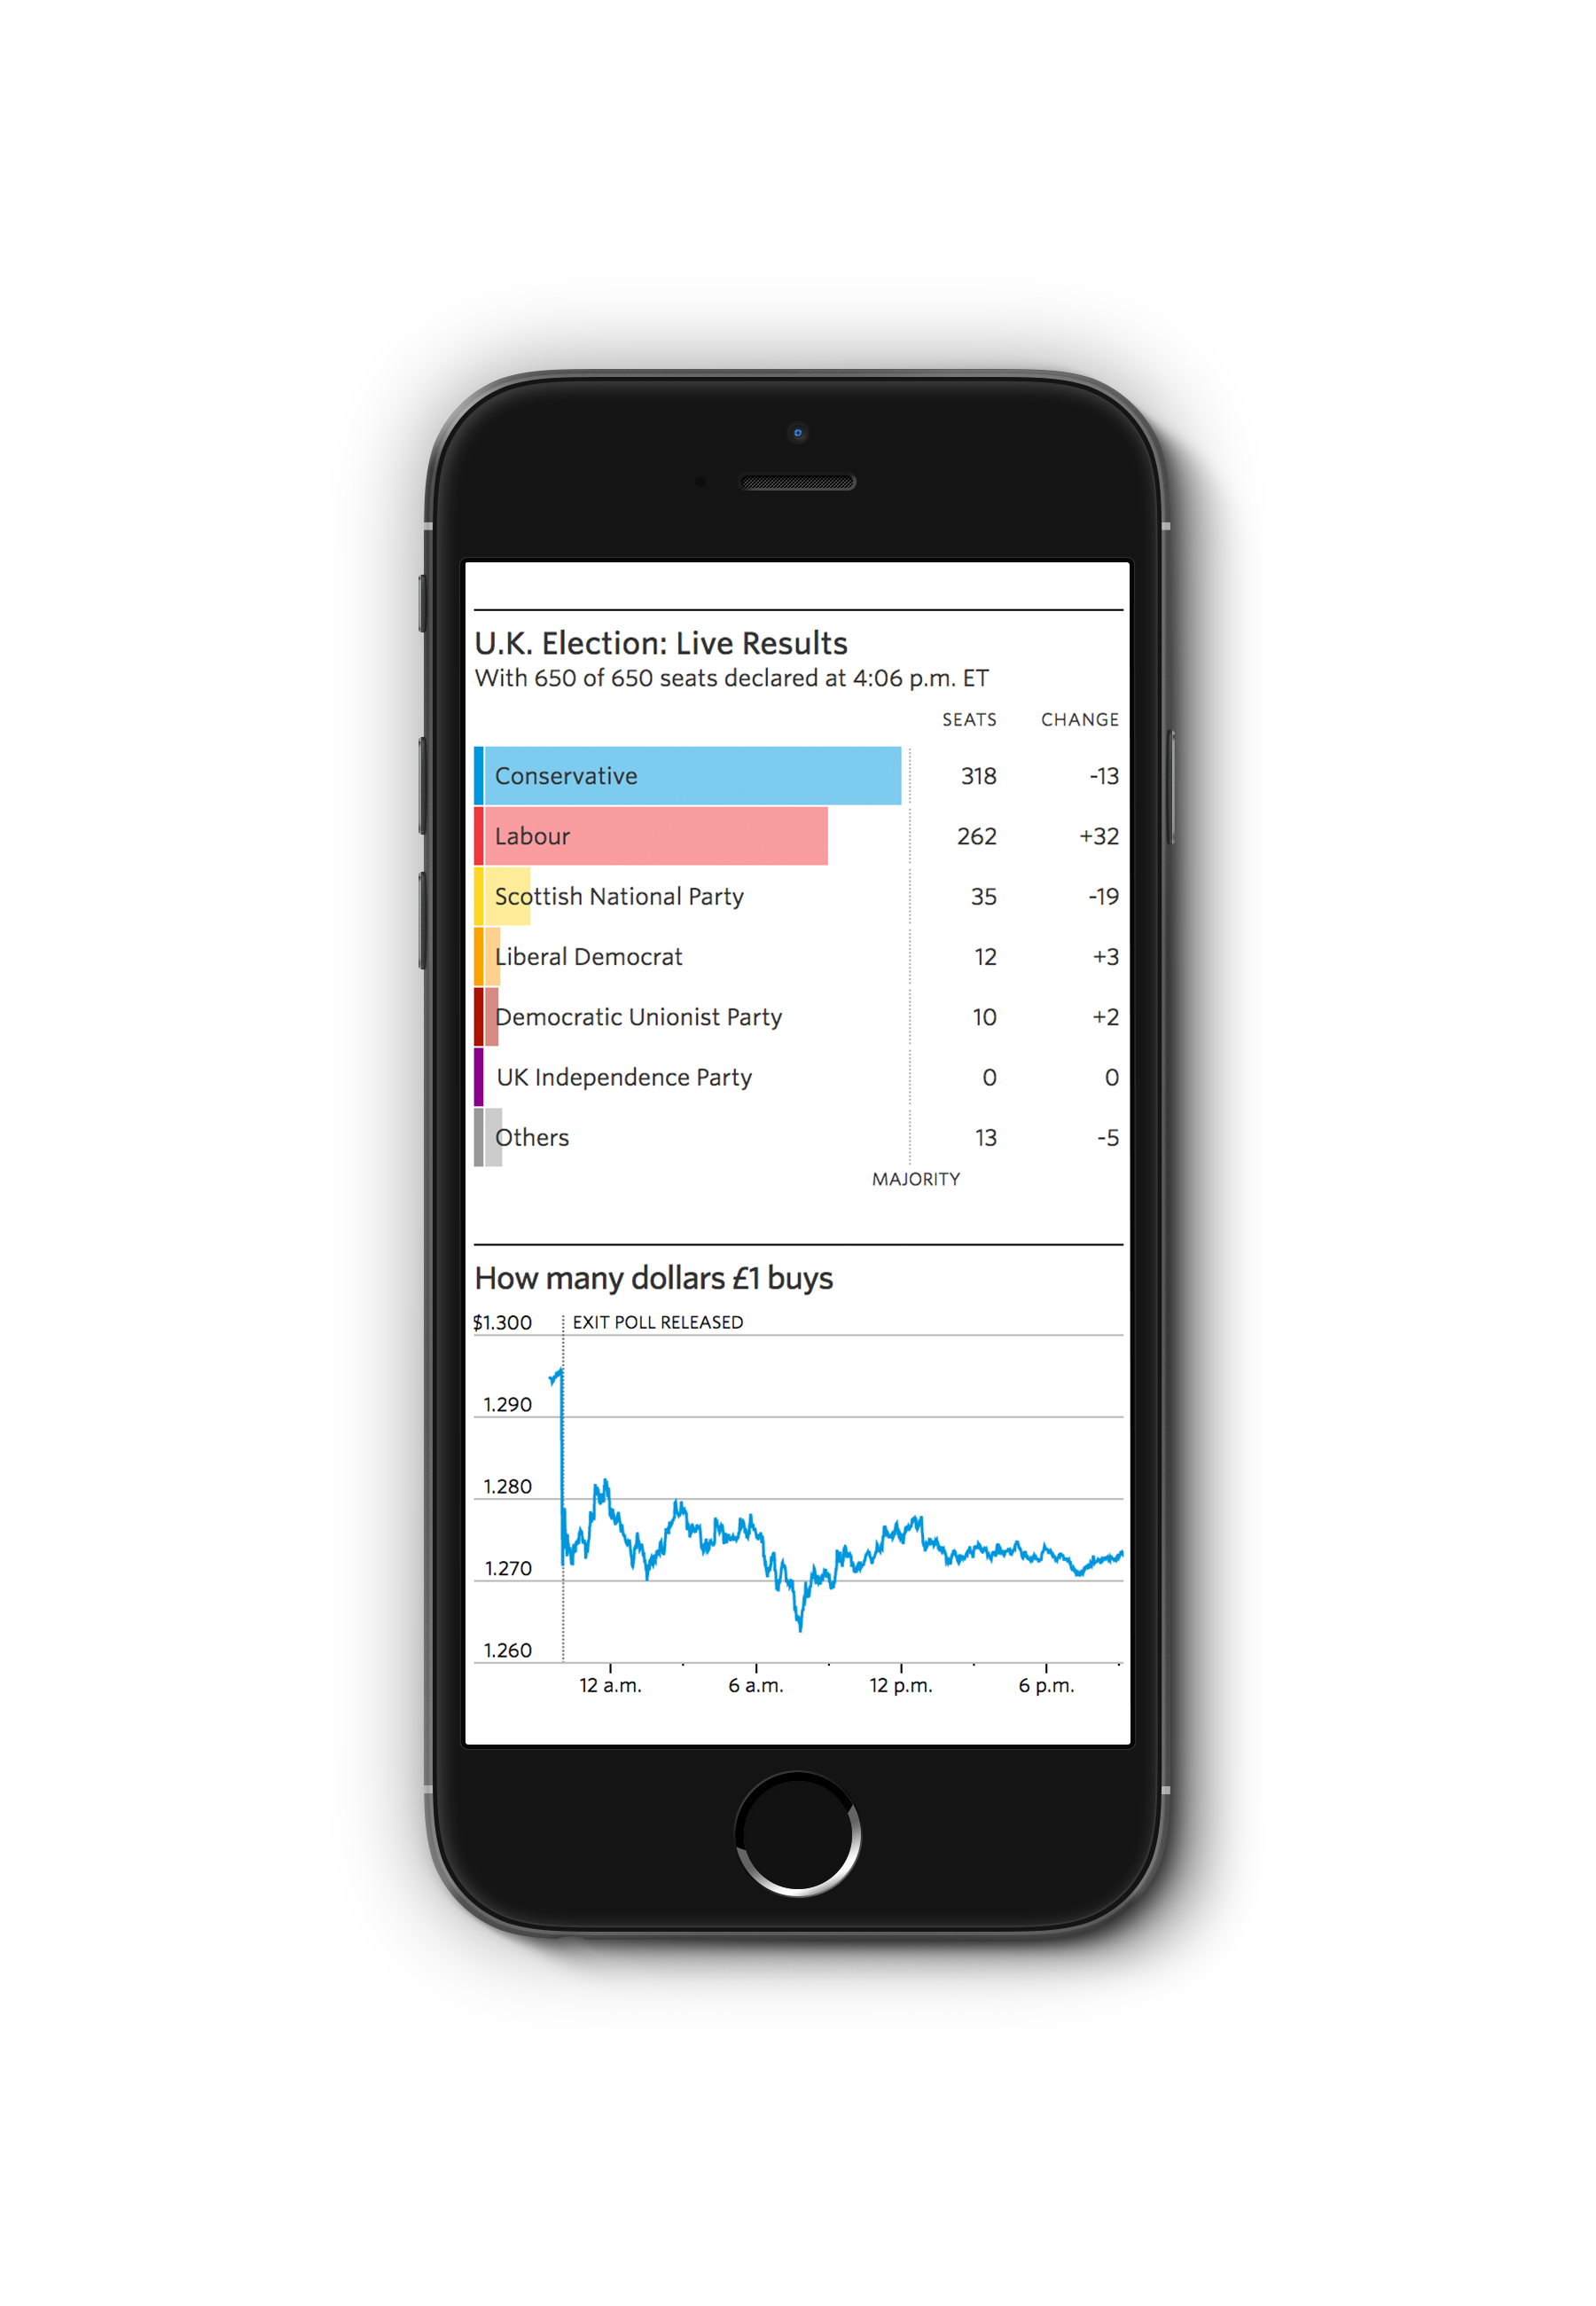 U.K. Election: Live Results
With 650 of 650 seats declared at 4:06 p.m. ET
SEATS CHANGE
Conservative 318 -13
Labour 262 +32
Scottish National Party 35 -19
Liberal Democrat 12 +3
Democratic Unionist Party 10 +2
UK Independence Party 0 0
Others 13 -5
MAJORITY
How many dollars £1 buys
$1.300 EXIT POLL RELEASED
1.290
1.280
1.270
1.260
12 a.m. 6 a.m. 12 p.m. 6 p.m.